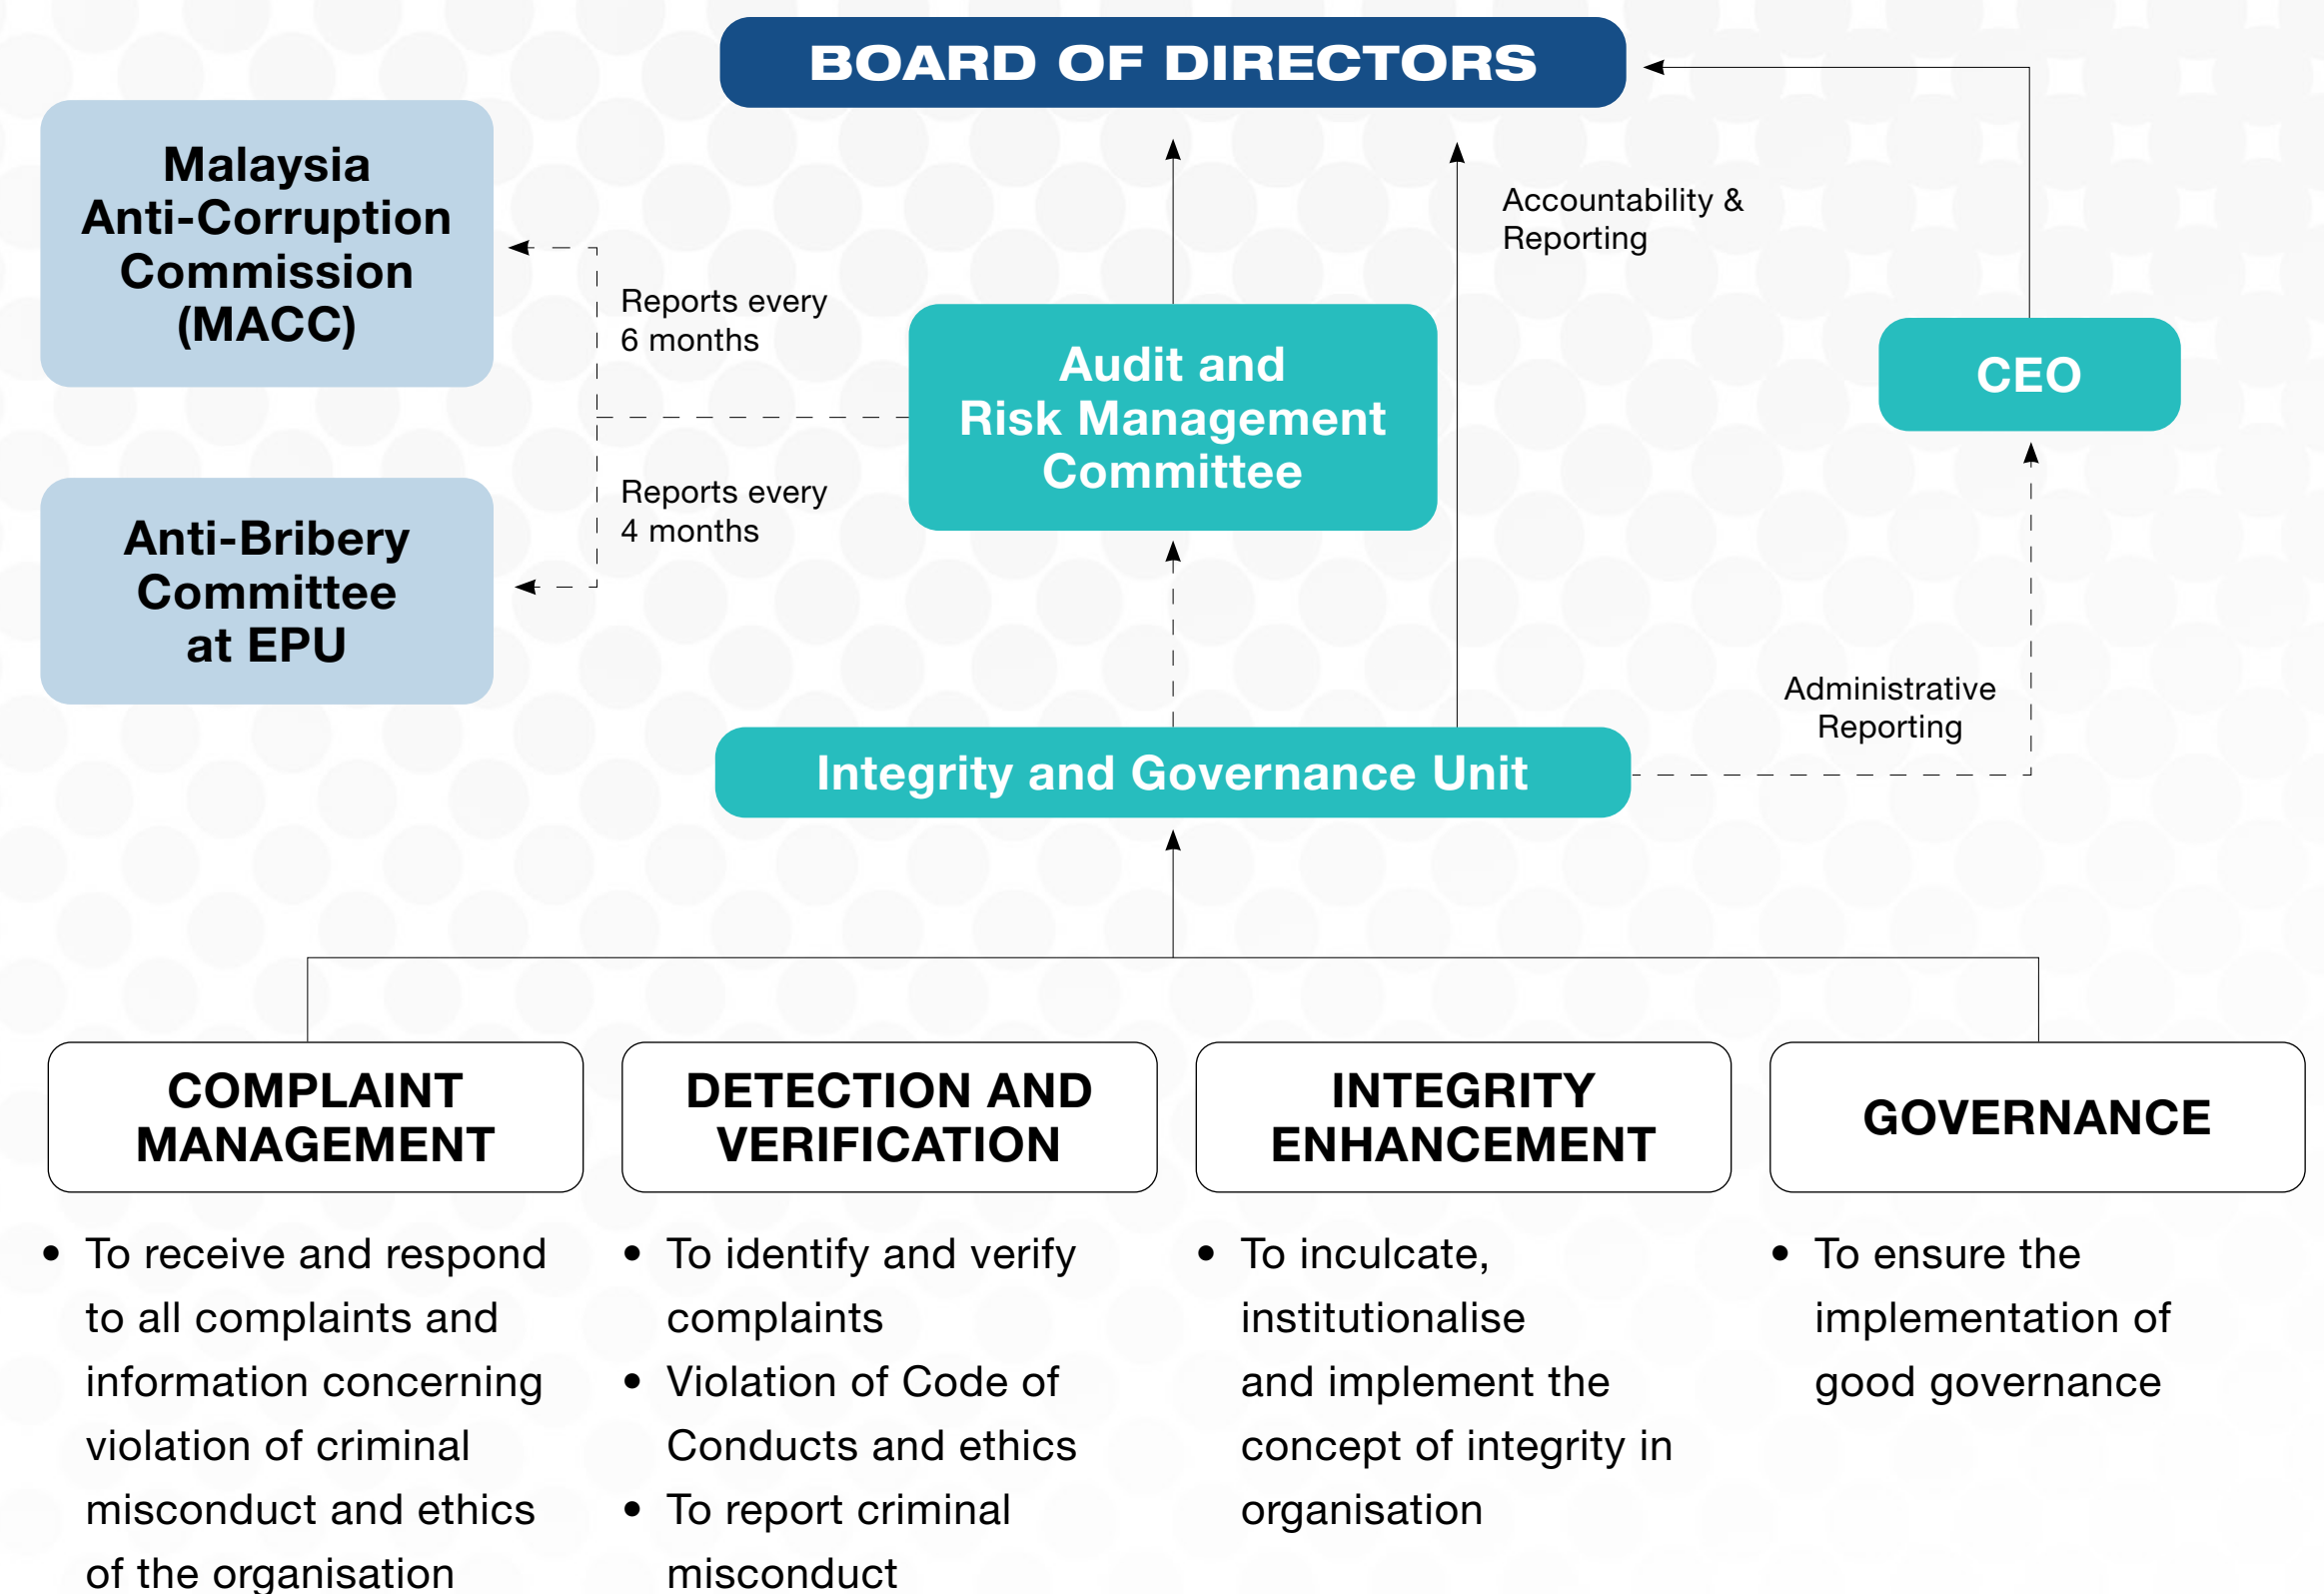 BOARD OF DIRECTORS
Malaysia
Anti-Corruption
Commission
(MACC)
Accountability &
Reporting
Reports every
6 months
Audit and
Risk Management
Committee
CEO
Reports every
4 months
Anti-Bribery
Committee
at EPU
Administrative
Reporting
Integrity and Governance Unit
COMPLAINT
MANAGEMENT
• To receive and respond
to all complaints and
information concerning
violation of criminal
misconduct and ethics
of the organisation
DETECTION AND
VERIFICATION
• To identify and verify
complaints
• Violation of Code of
Conducts and ethics
• To report criminal
misconduct
INTEGRITY
ENHANCEMENT
• To inculcate,
institutionalise
and implement the
concept of integrity in
organisation
GOVERNANCE
• To ensure the
implementation of
good governance